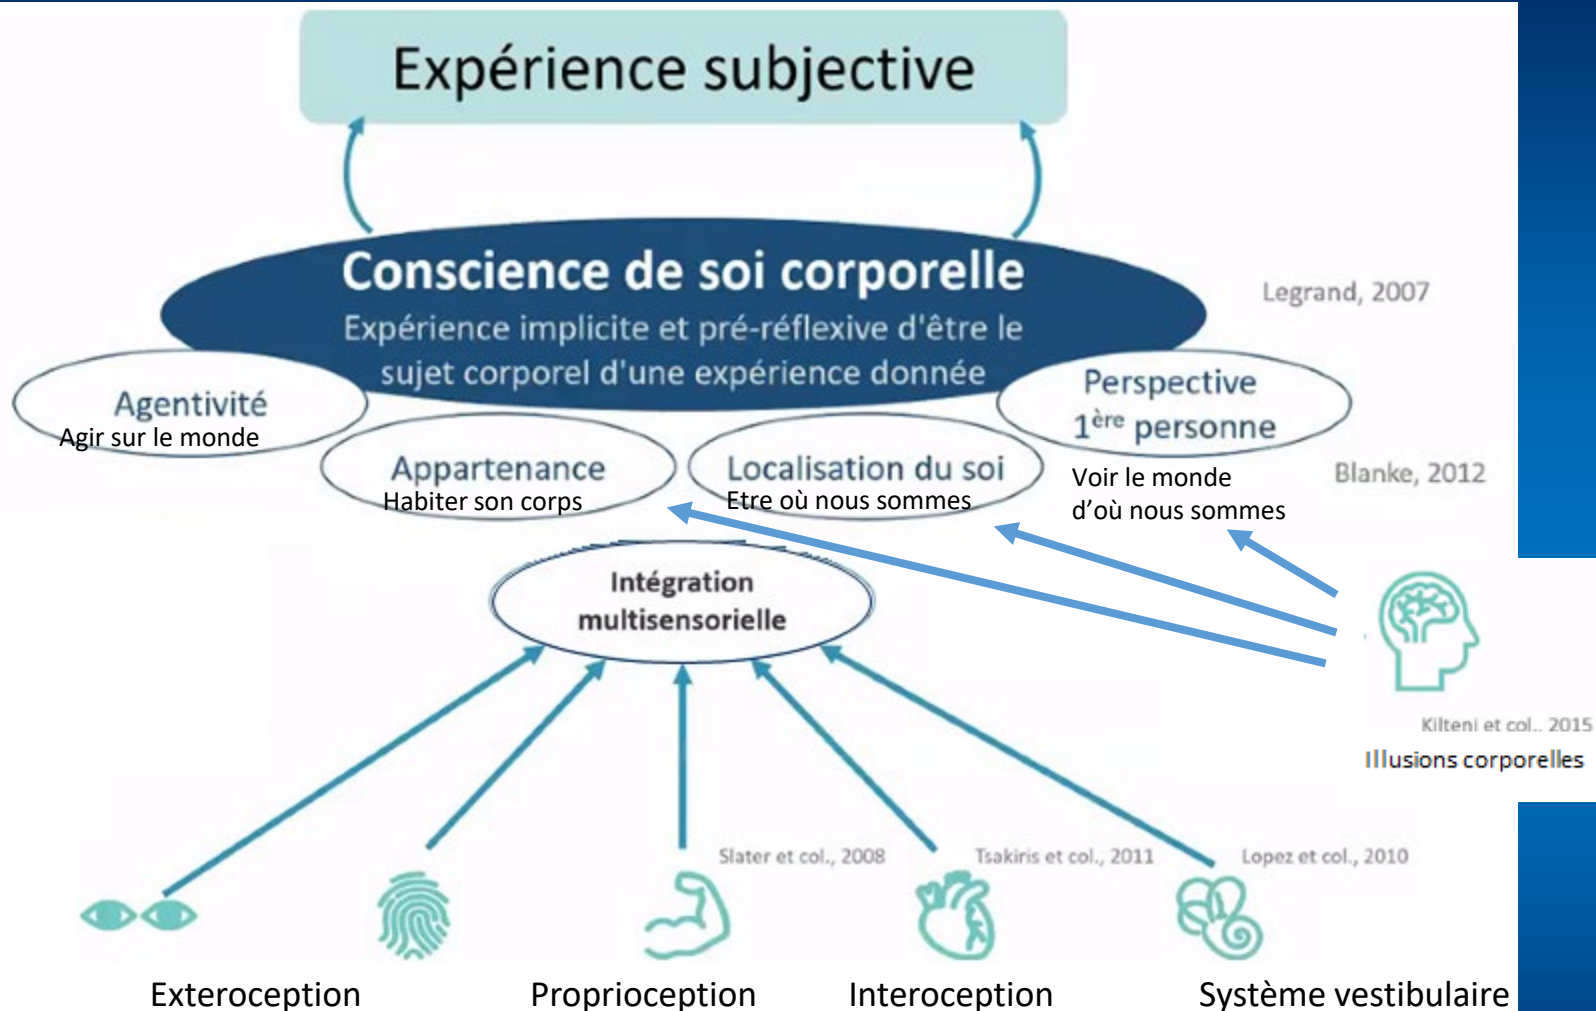 Expérience subjective
Conscience de soi corporelle
Expérience implicite et pré-réflexive d'être le
sujet corporel d'une expérience donnée
Legrand, 2007
Agentivité
Agir sur le monde
Appartenance
Habiter son corps
Localisation du soi
Etre où nous sommes
Perspective
1ère personne
Voir le monde
d'où nous sommes
Blanke, 2012
Intégration
multisensorielle
Kilteni et col.. 2015
Illusions corporelles
Slater et col., 2008
Tsakiris et col., 2011
Lopez et col., 2010
Exteroception
Proprioception
Interoception
Système vestibulaire